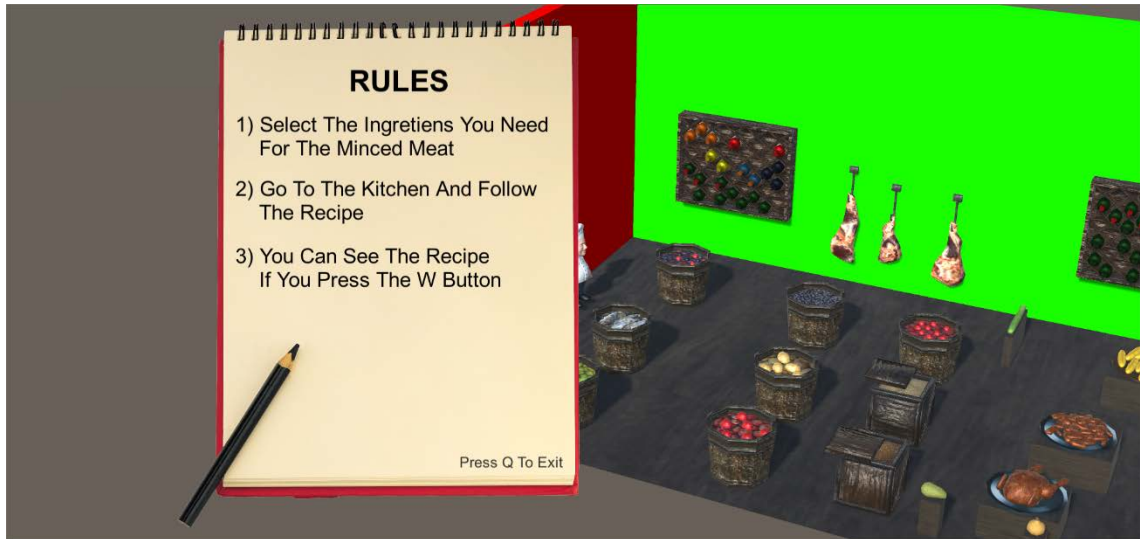 RULES
1) Select The Ingretiens You Need
For The Minced Meat
2) Go To The Kitchen And Follow
The Recipe
3) You Can See The Recipe
If You Press The W Button
Press Q To Exit